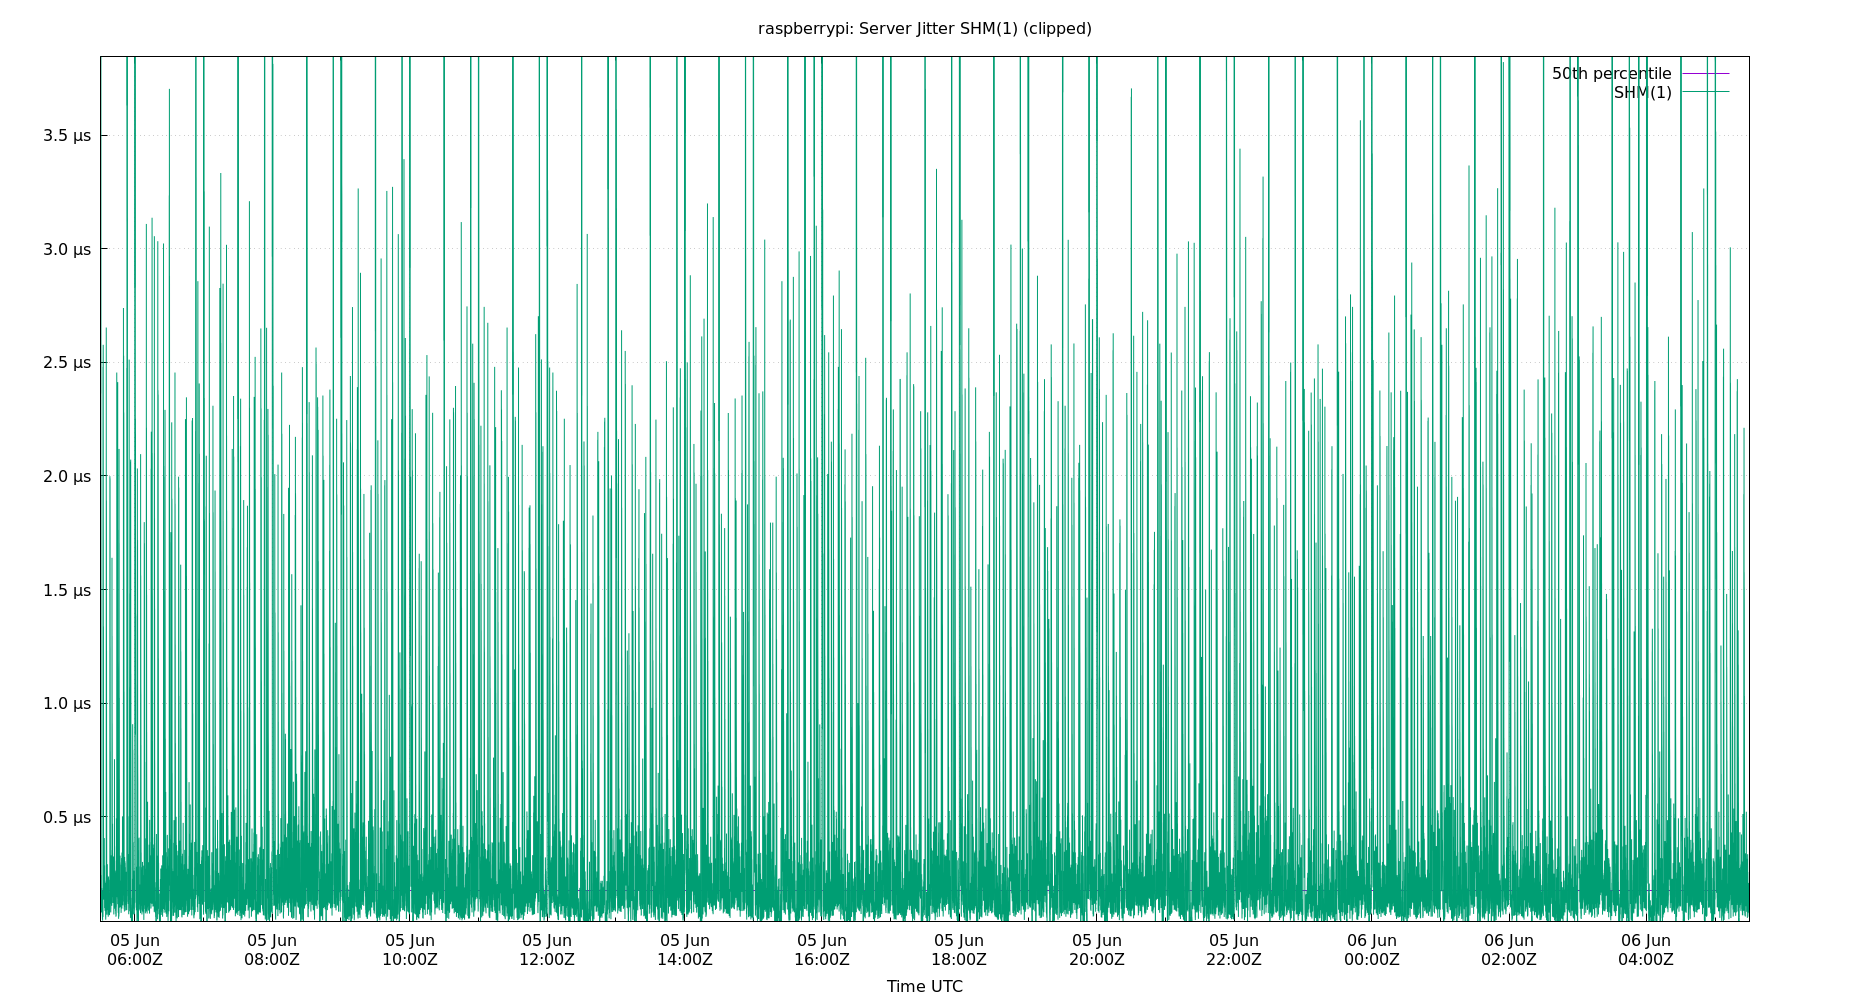 raspberrypi: Server Jitter SHM(1) (clipped)
50th percentile
SHM(1)
3.5 µs
3.0 µs
2.5 µs
2.0 µs
1.5 µs
1.0 µs
0.5 µs
05 Jun 05 Jun 05 Jun 05 Jun 05 Jun 05 Jun 05 Jun 05 Jun 05 Jun 06 Jun 06 Jun 06 Jun
06:00Z 08:00Z 10:00Z 12:00Z 14:00Z 16:00Z 18:00Z 20:00Z 22:00Z 00:00Z 02:00Z 04:00Z
Time UTC